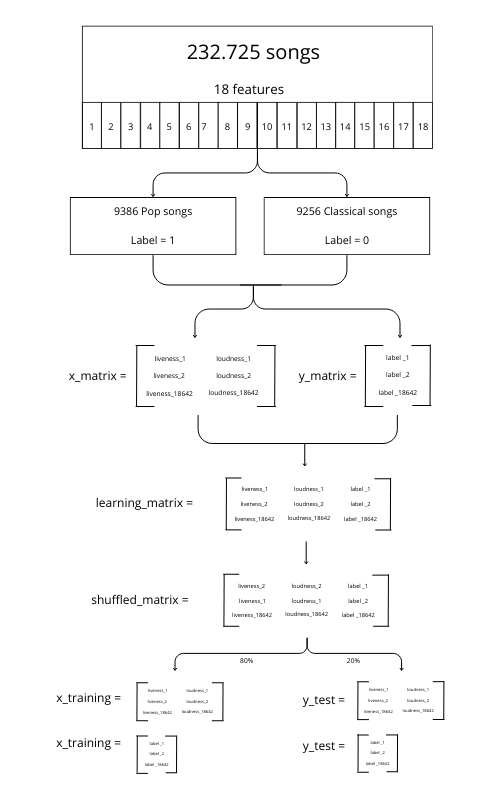 232.725 songs
18 features
1 2 3 4 5 6 7 8 9 10 11 12 13 14 15 16 17 18
9386 Pop songs
Label = 1
9256 Classical songs
Label = 0
x_matrix =
liveness_1 loudness_1
liveness_2 loudness_2
liveness_18642 loudness_18642
y_matrix =
label _1
label _2
label _18642
learning_matrix =
liveness_1 loudness_1 label _1
liveness_2 loudness_2 label _2
liveness_18642 loudness_18642 label _18642
shuffled_matrix =
liveness_2 loudness_2 label _1
liveness_1 loudness_1 label _2
liveness_18642 loudness_18642 label _18642
80%
20%
x_training =
liveness_1 loudness_1
liveness_2 loudness_2
liveness_18642 loudness_18642
y_test =
liveness_1 loudness_1
liveness_2 loudness_2
liveness_18642 loudness_18642
x_training =
label _1
label _2
label _18642
y_test =
label _1
label _2
label _18642